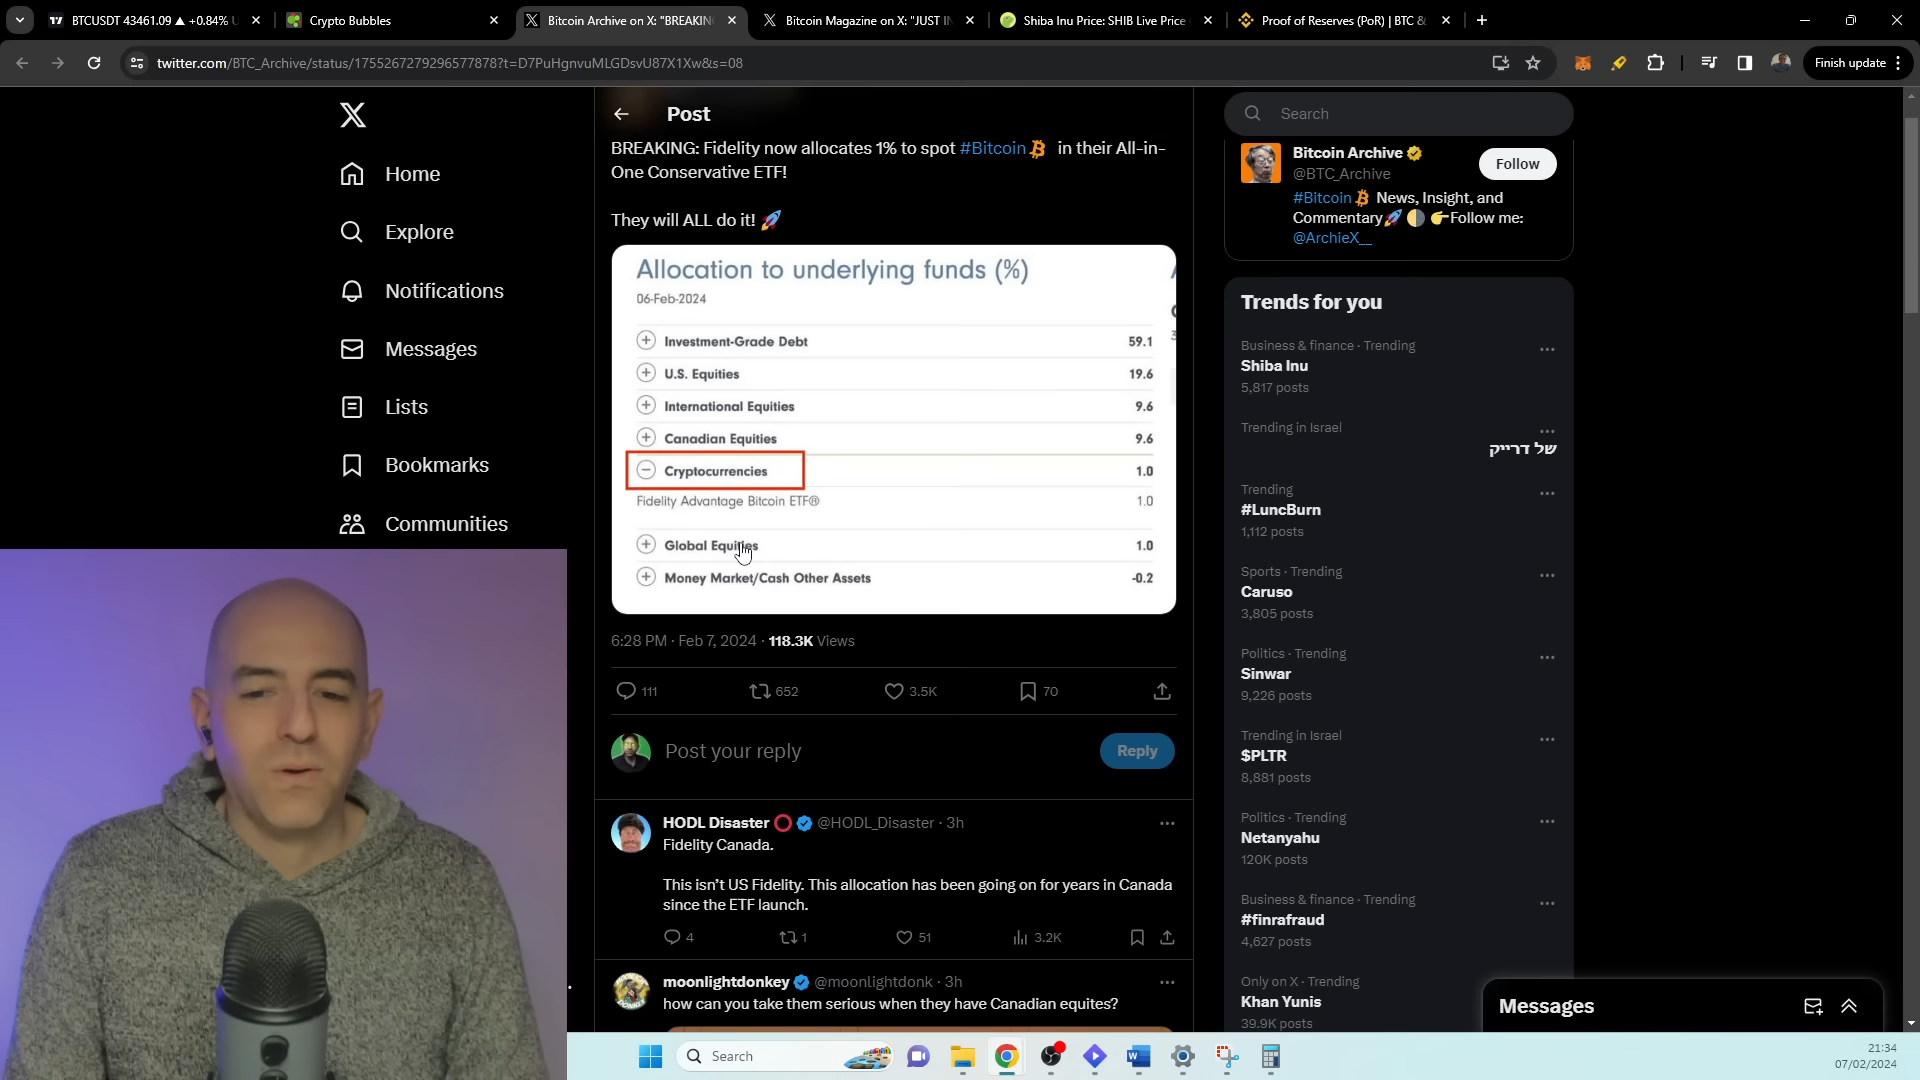 BTCUSDT 43461.09 ▲ +0.84% U
Crypto Bubbles
Bitcoin Archive on X: "BREAKIN
Bitcoin Magazine on X: "JUST IN
Shiba Inu Price: SHIB Live Price
Proof of Reserves (PoR) | BTC &
twitter.com/BTC_Archive/status/1755267279296577878?t=D7PuHgnvuMLGDsvU87X1Xw&s=08
Finish update
Home
Explore
Notifications
Messages
Lists
Bookmarks
Communities
Post
BREAKING: Fidelity now allocates 1% to spot #Bitcoin in their All-in-
One Conservative ETF!
They will ALL do it! 🚀
Allocation to underlying funds (%)
06-Feb-2024
Investment-Grade Debt 59.1
U.S. Equities 19.6
International Equities 9.6
Canadian Equities 9.6
Cryptocurrencies 1.0
Fidelity Advantage Bitcoin ETF® 1.0
Global Equities 1.0
Money Market/Cash Other Assets -0.2
6:28 PM · Feb 7, 2024 · 118.3K Views
111 652 3.5K 70
Post your reply
Reply
HODL Disaster @HODL_Disaster · 3h
Fidelity Canada.
This isn't US Fidelity. This allocation has been going on for years in Canada
since the ETF launch.
4 1 51 3.2K
moonlightdonkey @moonlightdonk · 3h
how can you take them serious when they have Canadian equites?
Search
Bitcoin Archive
@BTC_Archive
Follow
#Bitcoin News, Insight, and
Commentary🚀🌗👉Follow me:
@ArchieX__
Trends for you
Business & finance · Trending
Shiba Inu
5,817 posts
Trending in Israel
של דרייק
Trending
#LuncBurn
1,112 posts
Sports · Trending
Caruso
3,805 posts
Politics · Trending
Sinwar
9,226 posts
Trending in Israel
$PLTR
8,881 posts
Politics · Trending
Netanyahu
120K posts
Business & finance · Trending
#finrafraud
4,627 posts
Only on X · Trending
Khan Yunis
39.9K posts
Messages
Search
21:34
07/02/2024